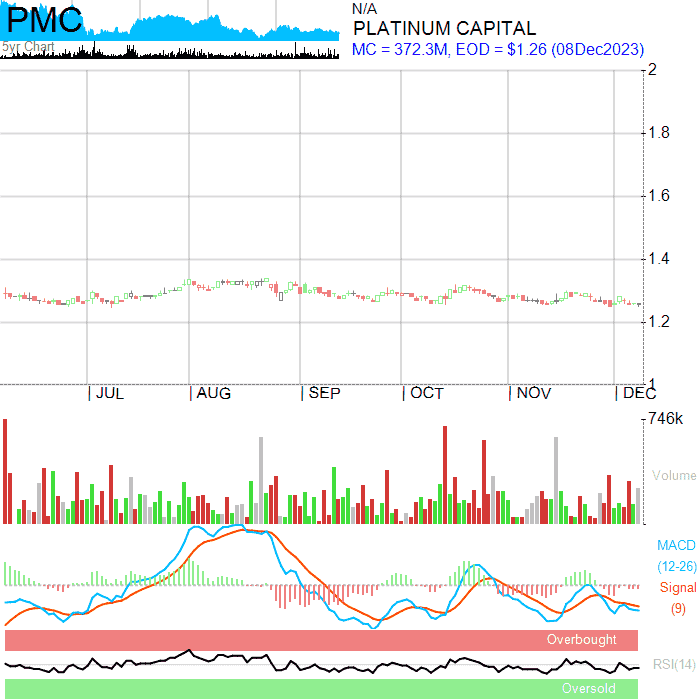 PMC
5yr Chart
N/A
PLATINUM CAPITAL
MC = 372.3M, EOD = $1.26 (08Dec2023)
2
1.8
1.6
1.4
1.2
1
JUL AUG SEP OCT NOV DEC
746k
Volume
MACD
(12-26)
Signal
(9)
Overbought
RSI(14)
Oversold